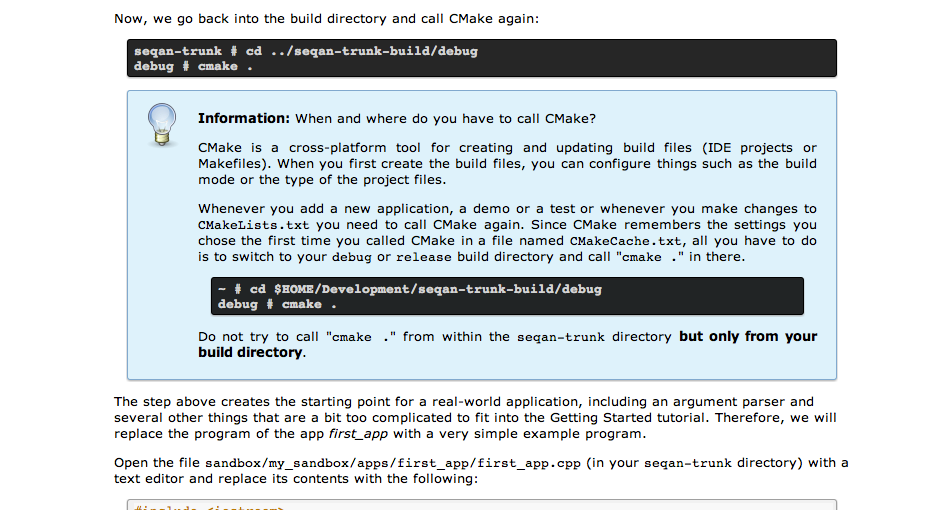 Now, we go back into the build directory and call CMake again:
seqan-trunk # cd ../seqan-trunk-build/debug
debug # cmake .
Information: When and where do you have to call CMake?
CMake is a cross-platform tool for creating and updating build files (IDE projects or
Makefiles). When you first create the build files, you can configure things such as the build
mode or the type of the project files.
Whenever you add a new application, a demo or a test or whenever you make changes to
CMakeLists.txt you need to call CMake again. Since CMake remembers the settings you
chose the first time you called CMake in a file named CMakeCache.txt, all you have to do
is to switch to your debug or release build directory and call "cmake ." in there.
~ # cd $HOME/Development/seqan-trunk-build/debug
debug # cmake .
Do not try to call "cmake ." from within the seqan-trunk directory but only from your
build directory.
The step above creates the starting point for a real-world application, including an argument parser and
several other things that are a bit too complicated to fit into the Getting Started tutorial. Therefore, we will
replace the program of the app first_app with a very simple example program.
Open the file sandbox/my_sandbox/apps/first_app/first_app.cpp (in your seqan-trunk directory) with a
text editor and replace its contents with the following:
#include <iostream>